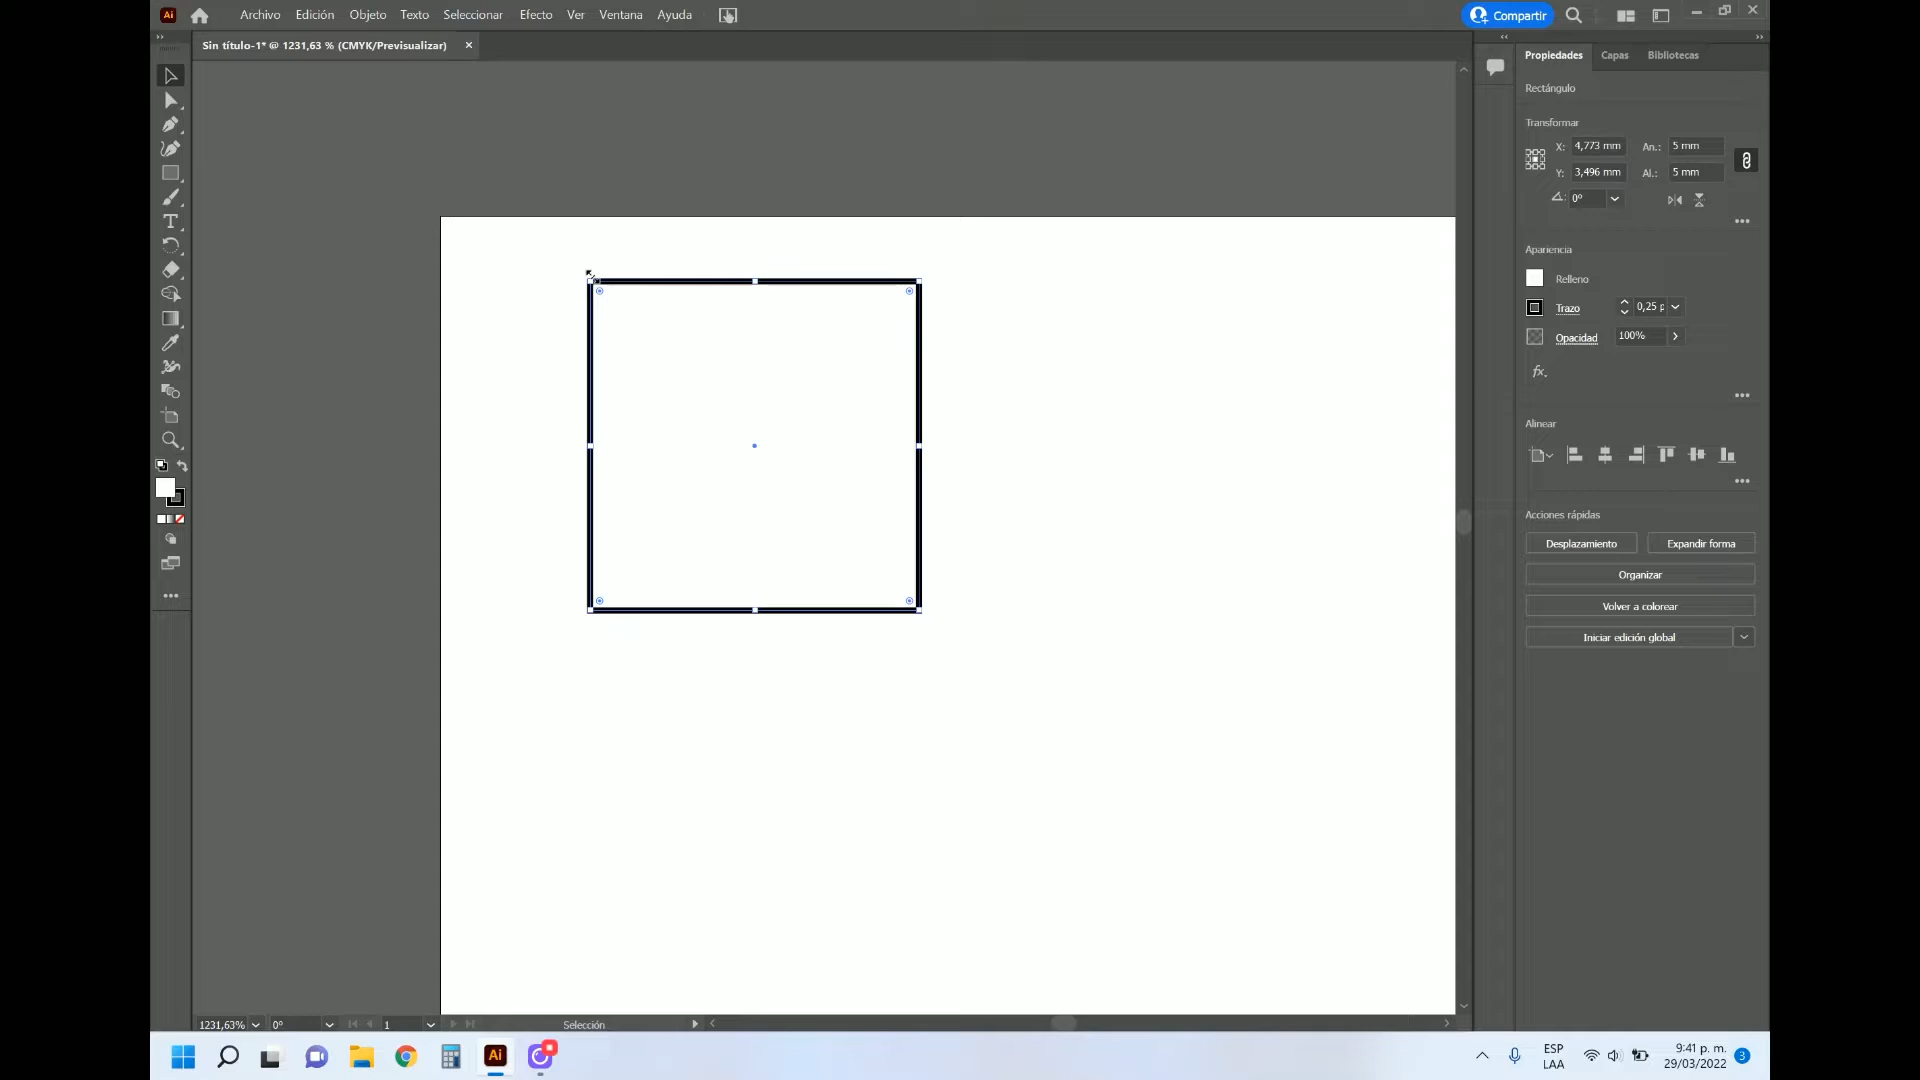 Ai Archivo Edición Objeto Texto Seleccionar Efecto Ver Ventana Ayuda Compartir
Sin título-1* @ 1231,63 % (CMYK/Previsualizar)
Propiedades Capas Bibliotecas
Rectángulo
Transformar
X: 4,773 mm An.: 5 mm
Y: 3,496 mm Al.: 5 mm
0°
Apariencia
Relleno
Trazo 0,25 p
Opacidad 100%
fx.
Alinear
Acciones rápidas
Desplazamiento Expandir forma
Organizar
Volver a colorear
Iniciar edición global
1231,63% 0° 1 Selección
Ai
ESP
LAA
9:41 p. m.
29/03/2022
3